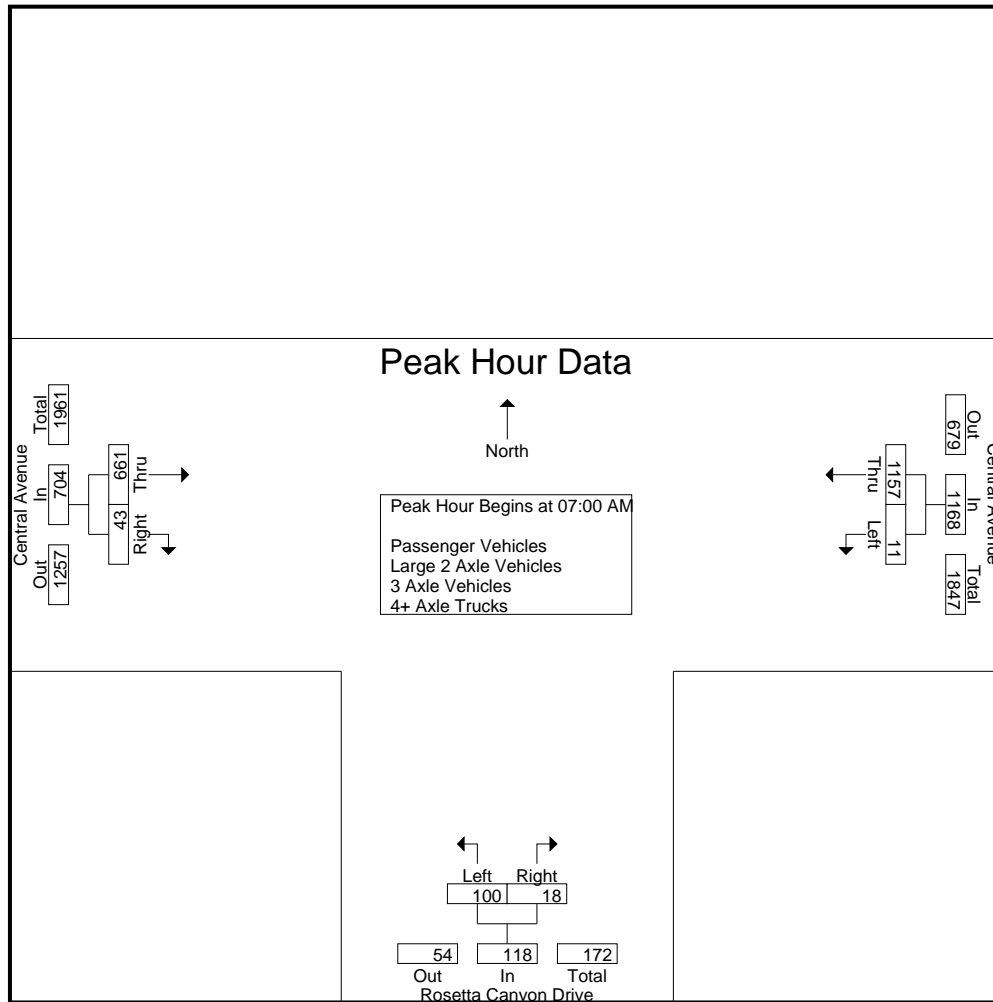 Peak Hour Data
North
Peak Hour Begins at 07:00 AM
Passenger Vehicles
Large 2 Axle Vehicles
3 Axle Vehicles
4+ Axle Trucks
Central Avenue
Out In Total
1257 704 1961
Right Thru
43 661
Central Avenue
Out In Total
679 1168 1847
Thru Left
1157 11
Left Right
100 18
54 118 172
Out In Total
Rosetta Canyon Drive